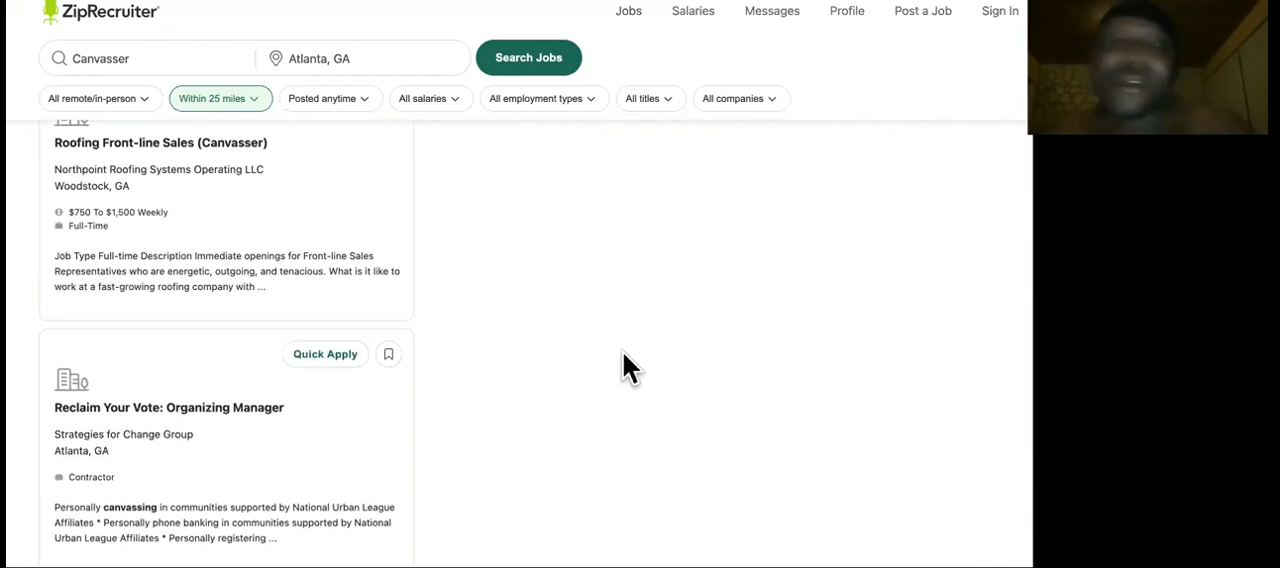 ZipRecruiter
Jobs
Salaries
Messages
Profile
Post a Job
Sign In
Canvasser
Atlanta, GA
Search Jobs
All remote/in-person
Within 25 miles
Posted anytime
All salaries
All employment types
All titles
All companies
Roofing Front-line Sales (Canvasser)
Northpoint Roofing Systems Operating LLC
Woodstock, GA
$750 To $1,500 Weekly
Full-Time
Job Type Full-time Description Immediate openings for Front-line Sales
Representatives who are energetic, outgoing, and tenacious. What is it like to
work at a fast-growing roofing company with ...
Quick Apply
Reclaim Your Vote: Organizing Manager
Strategies for Change Group
Atlanta, GA
Contractor
Personally canvassing in communities supported by National Urban League
Affiliates * Personally phone banking in communities supported by National
Urban League Affiliates * Personally registering ...